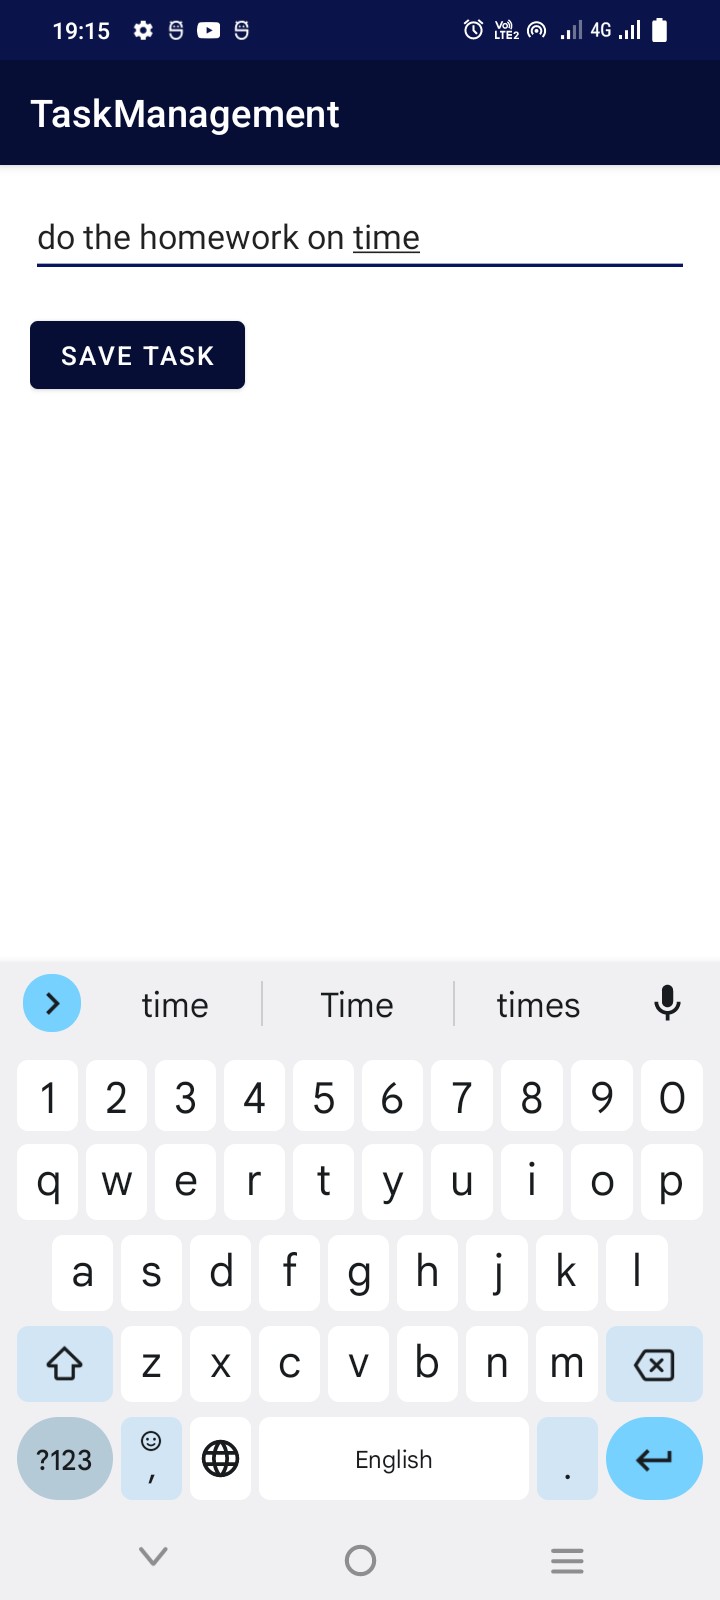 19:15 Vo) LTE2 4G
TaskManagement
do the homework on time
SAVE TASK
time Time times
1 2 3 4 5 6 7 8 9 0
q w e r t y u i o p
a s d f g h j k l
z x c v b n m
?123 , English .